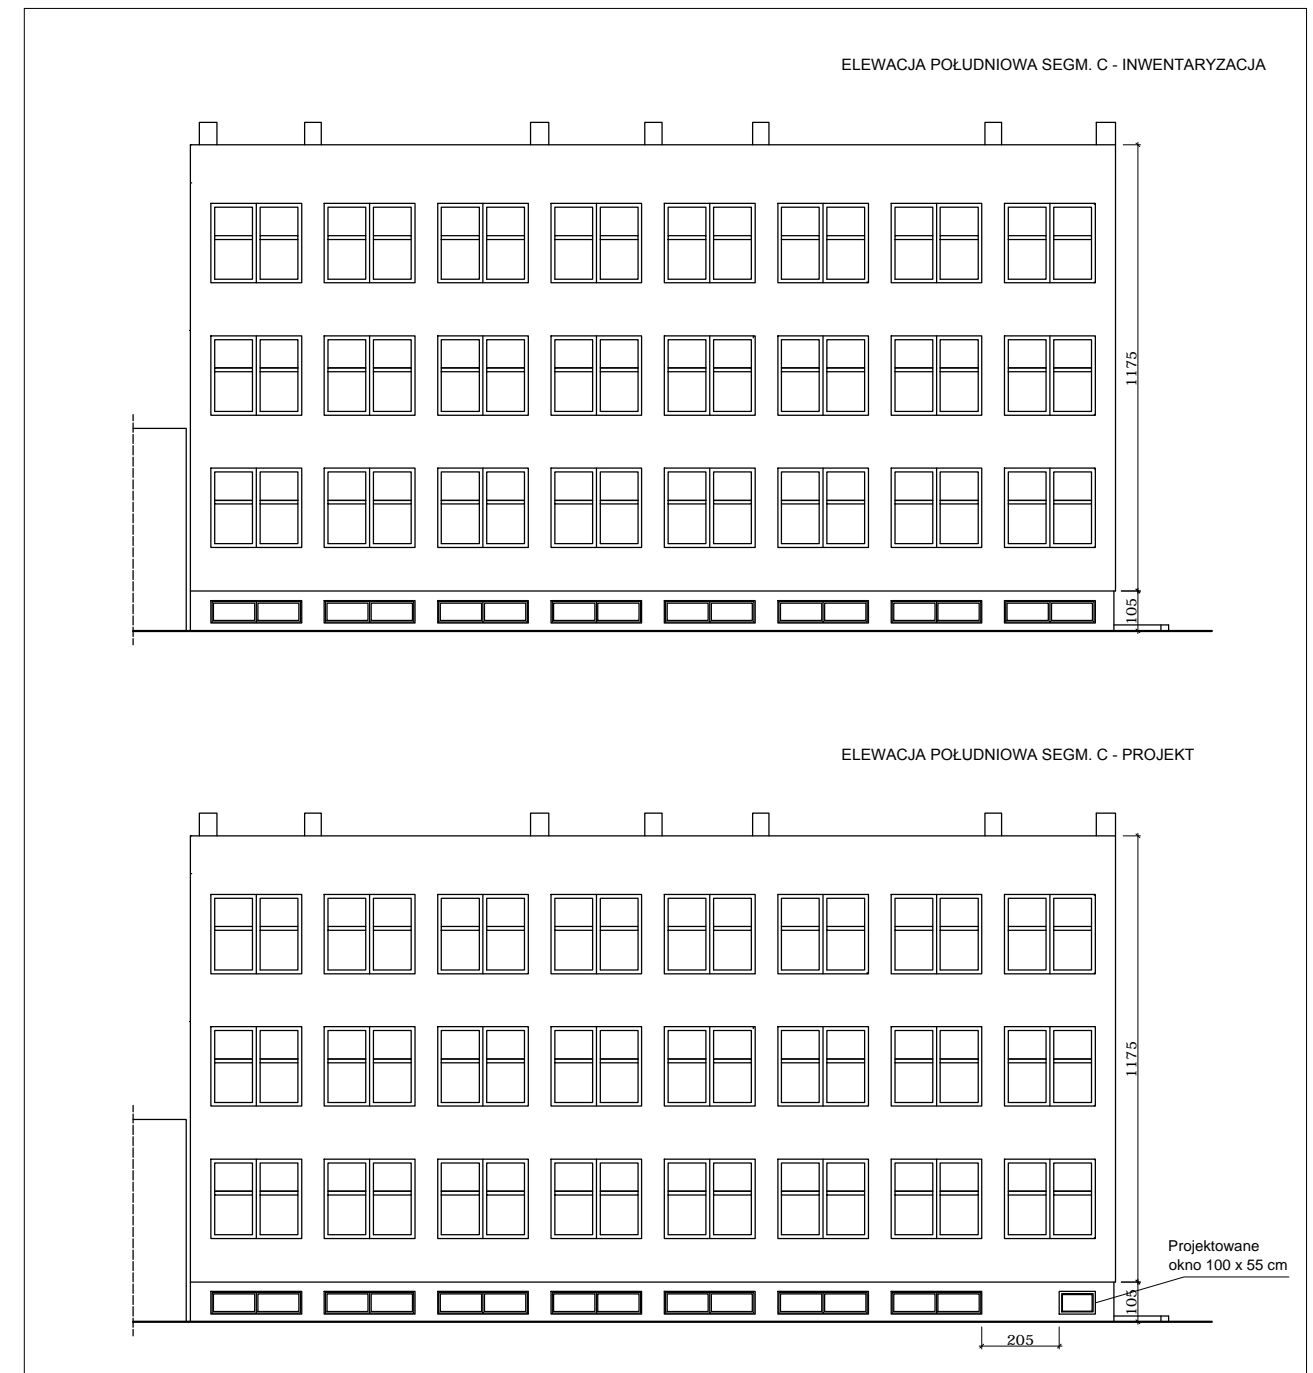 ELEWACJA POŁUDNIOWA SEGM. C - INWENTARYZACJA
1175
105
ELEWACJA POŁUDNIOWA SEGM. C - PROJEKT
1175
Projektowane
okno 100 x 55 cm
105
205